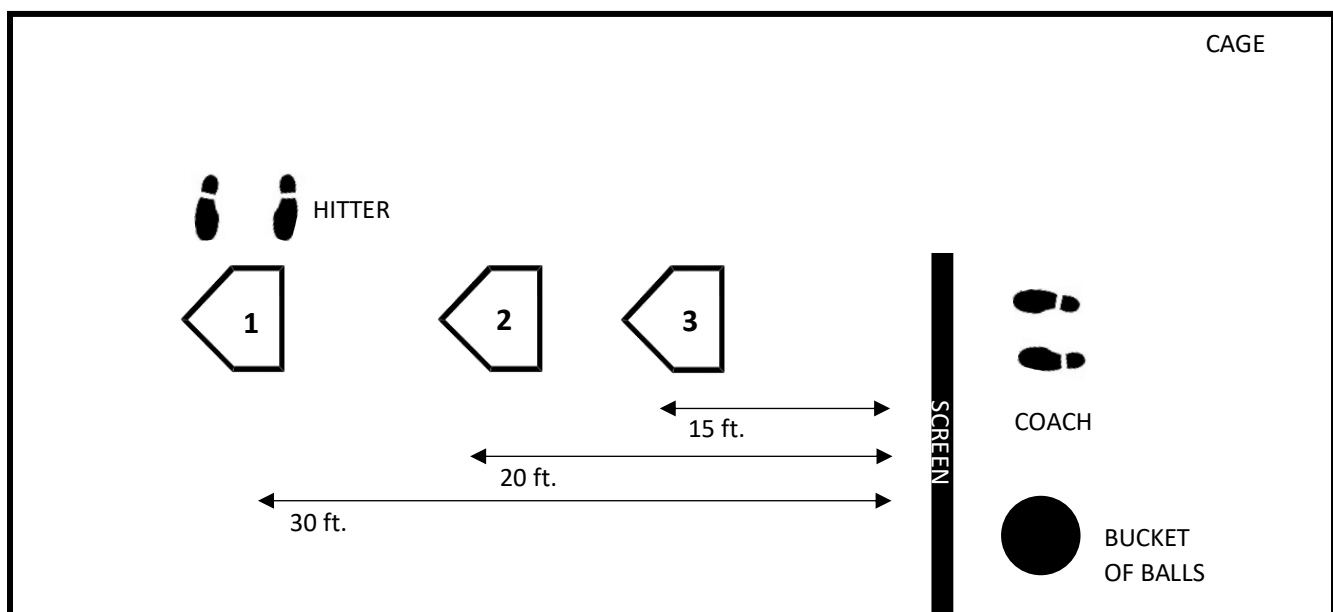 CAGE
HITTER
1
2
3
15 ft.
SCREEN
COACH
20 ft.
30 ft.
BUCKET
OF BALLS